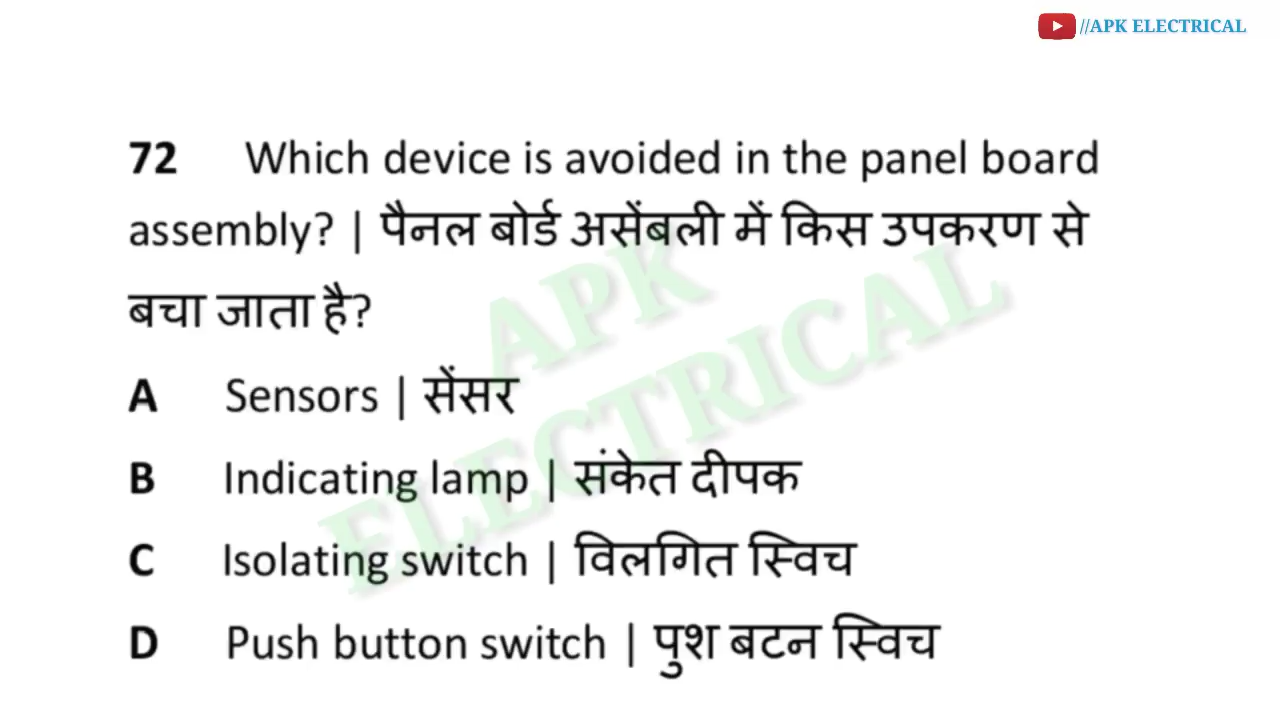 //APK ELECTRICAL
72 Which device is avoided in the panel board
assembly? | पैनल बोर्ड असेंबली में किस उपकरण से
बचा जाता है?
A Sensors | सेंसर
B Indicating lamp | संकेत दीपक
C Isolating switch | विलगित स्विच
D Push button switch | पुश बटन स्विच
APK
ELECTRICAL